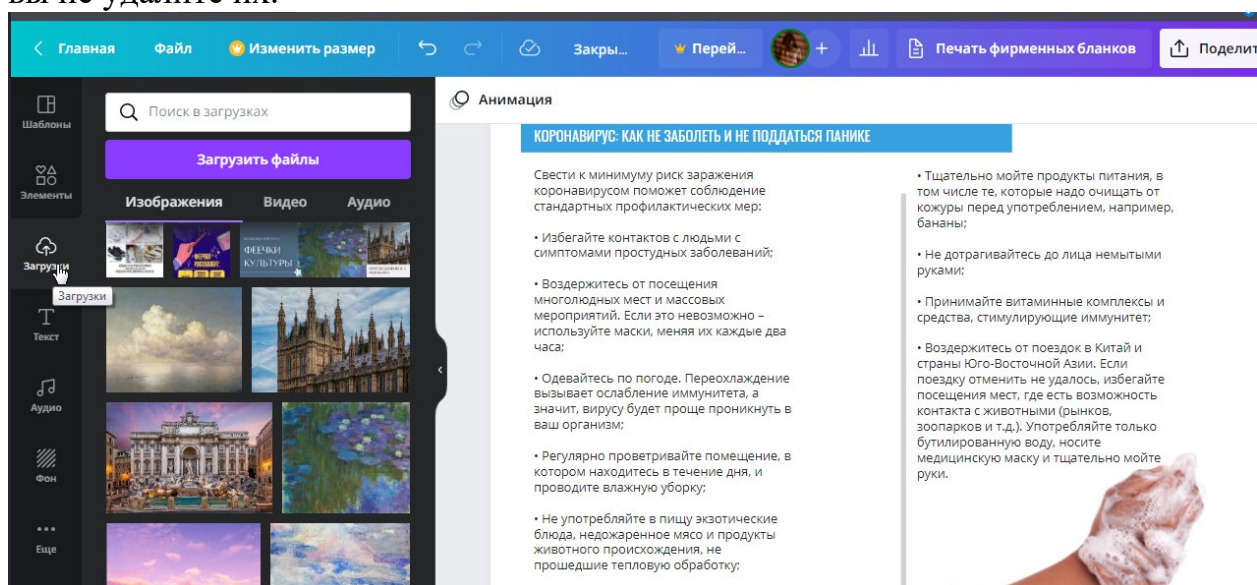 вы не удалите их.
Главная
Файл
Изменить размер
Закры...
Перей...
+
Печать фирменных бланков
Поделит
Шаблоны
Элементы
Загрузки
Загрузки
Текст
Аудио
Фон
Еще
Поиск в загрузках
Загрузить файлы
Изображения
Видео
Аудио
ФЕЕЧКИ
КУЛЬТУРЫ
Анимация
КОРОНАВИРУС: КАК НЕ ЗАБОЛЕТЬ И НЕ ПОДДАТЬСЯ ПАНИКЕ
Свести к минимуму риск заражения
коронавирусом поможет соблюдение
стандартных профилактических мер:
• Избегайте контактов с людьми с
симптомами простудных заболеваний;
• Воздержитесь от посещения
многолюдных мест и массовых
мероприятий. Если это невозможно –
используйте маски, меняя их каждые два
часа;
• Одевайтесь по погоде. Переохлаждение
вызывает ослабление иммунитета, а
значит, вирусу будет проще проникнуть в
ваш организм;
• Регулярно проветривайте помещение, в
котором находитесь в течение дня, и
проводите влажную уборку;
• Не употребляйте в пищу экзотические
блюда, недожаренное мясо и продукты
животного происхождения, не
прошедшие тепловую обработку;
• Тщательно мойте продукты питания, в
том числе те, которые надо очищать от
кожуры перед употреблением, например,
бананы;
• Не дотрагивайтесь до лица немытыми
руками;
• Принимайте витаминные комплексы и
средства, стимулирующие иммунитет;
• Воздержитесь от поездок в Китай и
страны Юго-Восточной Азии. Если
поездку отменить не удалось, избегайте
посещения мест, где есть возможность
контакта с животными (рынков,
зоопарков и т.д.). Употребляйте только
бутилированную воду, носите
медицинскую маску и тщательно мойте
руки.